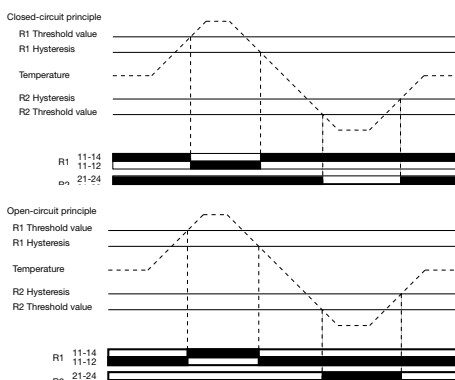 Closed-circuit principle
R1 Threshold value
R1 Hysteresis
Temperature
R2 Hysteresis
R2 Threshold value
R1 11-14
11-12
21-24
Open-circuit principle
R1 Threshold value
R1 Hysteresis
Temperature
R2 Hysteresis
R2 Threshold value
R1 11-14
11-12
21-24